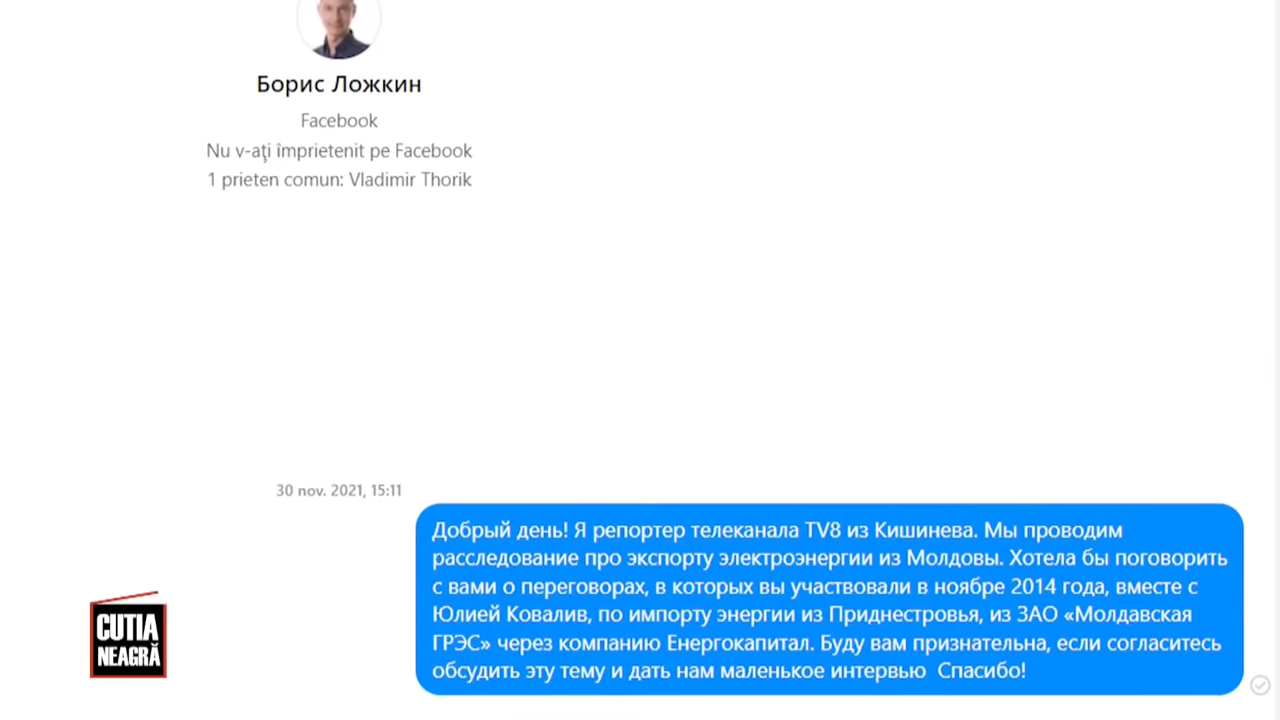 Борис Ложкин
Facebook
Nu v-aţi împrietenit pe Facebook
1 prieten comun: Vladimir Thorik
30 nov. 2021, 15:11
Добрый день! Я репортер телеканала TV8 из Кишинева. Мы проводим
расследование про экспорту электроэнергии из Молдовы. Хотела бы поговорить
с вами о переговорах, в которых вы участвовали в ноябре 2014 года, вместе с
Юлией Ковалив, по импорту энергии из Приднестровья, из ЗАО «Молдавская
ГРЭС» через компанию Енергокапитал. Буду вам признательна, если согласитесь
обсудить эту тему и дать нам маленькое интервью  Спасибо!
CUTIA
NEAGRĂ